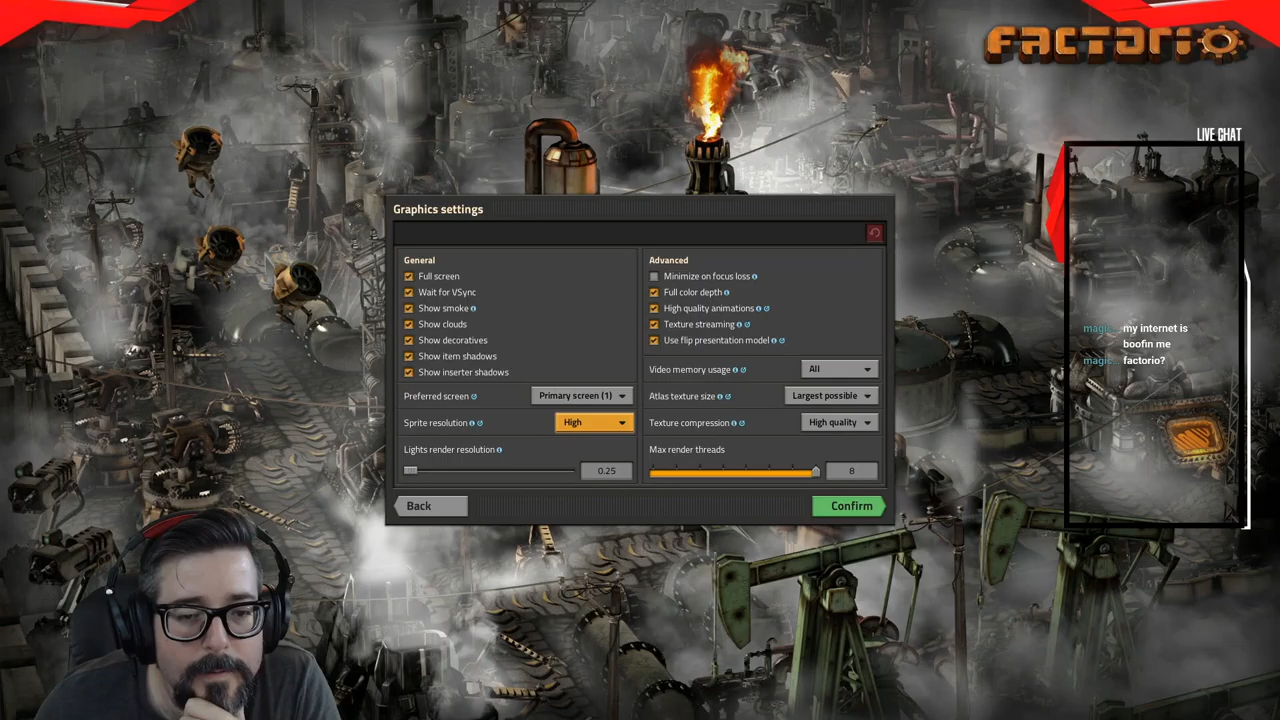 FACTORIO
LIVE CHAT
Graphics settings
General
Full screen
Wait for VSync
Show smoke
Show clouds
Show decoratives
Show item shadows
Show inserter shadows
Preferred screen
Primary screen (1)
Sprite resolution
High
Lights render resolution
0.25
Advanced
Minimize on focus loss
Full color depth
High quality animations
Texture streaming
Use flip presentation model
Video memory usage
All
Atlas texture size
Largest possible
Texture compression
High quality
Max render threads
8
Back
Confirm
magic... my internet is
boofin me
magic... factorio?